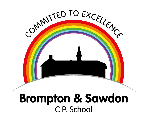 COMMITTED TO EXCELLENCE
Brompton & Sawdon
C.P. School